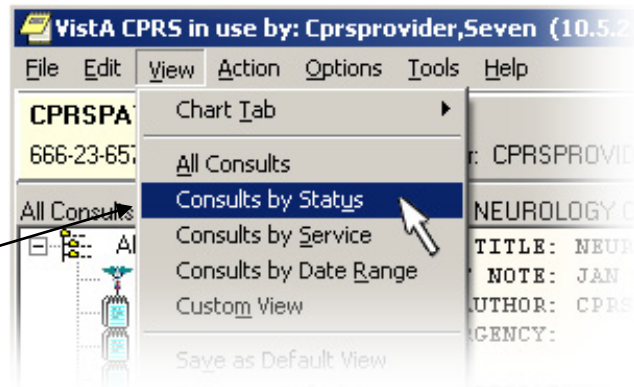 VistA CPRS in use by: Cprsprovider,Seven (10.5.2
File Edit View Action Options Tools Help
CPRSPA
666-23-657
Chart Tab
r: CPRSPROVID
All Consults
Consults by Status
Consults by Service
Consults by Date Range
Custom View
Save as Default View
All Consults
Al
NEUROLOGY C
TITLE: NEUR
NOTE: JAN
AUTHOR: CPRS
RGENCY: